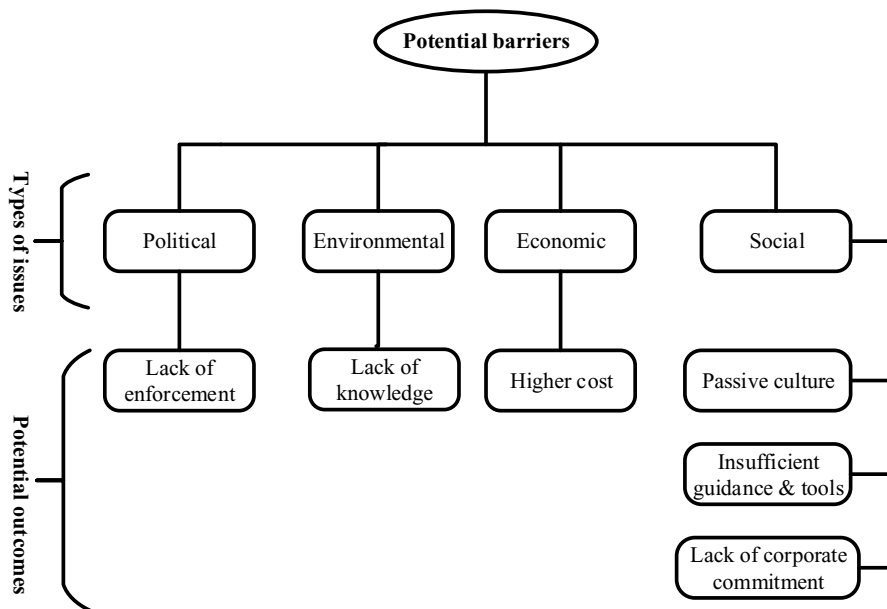 Potential barriers
Types of issues
Political
Environmental
Economic
Social
Potential outcomes
Lack of
enforcement
Lack of
knowledge
Higher cost
Passive culture
Insufficient
guidance & tools
Lack of corporate
commitment